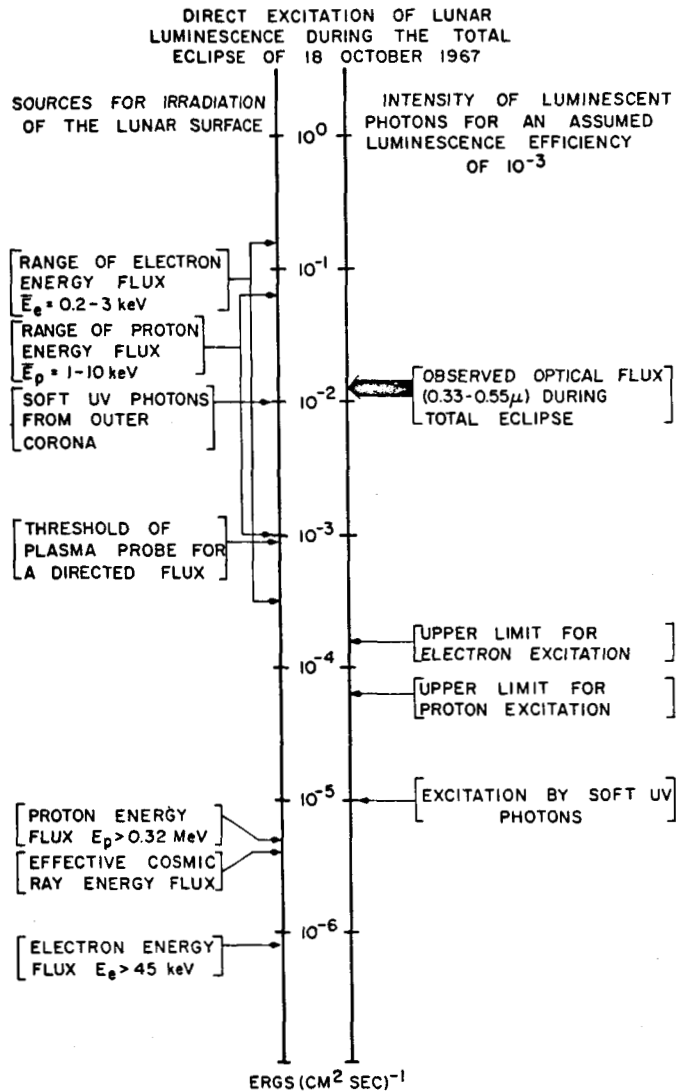 DIRECT EXCITATION OF LUNAR
LUMINESCENCE DURING THE TOTAL
ECLIPSE OF 18 OCTOBER 1967
SOURCES FOR IRRADIATION
OF THE LUNAR SURFACE
INTENSITY OF LUMINESCENT
PHOTONS FOR AN ASSUMED
LUMINESCENCE EFFICIENCY
OF 10⁻³
10⁰
10⁻¹
10⁻²
10⁻³
10⁻⁴
10⁻⁵
10⁻⁶
RANGE OF ELECTRON
ENERGY FLUX
E̅e = 0.2-3 keV
RANGE OF PROTON
ENERGY FLUX
E̅p = 1-10 keV
SOFT UV PHOTONS
FROM OUTER
CORONA
THRESHOLD OF
PLASMA PROBE FOR
A DIRECTED FLUX
PROTON ENERGY
FLUX Ep>0.32 MeV
EFFECTIVE COSMIC
RAY ENERGY FLUX
ELECTRON ENERGY
FLUX Ee>45 keV
OBSERVED OPTICAL FLUX
(0.33-0.55μ) DURING
TOTAL ECLIPSE
UPPER LIMIT FOR
ELECTRON EXCITATION
UPPER LIMIT FOR
PROTON EXCITATION
EXCITATION BY SOFT UV
PHOTONS
ERGS (CM² SEC)⁻¹